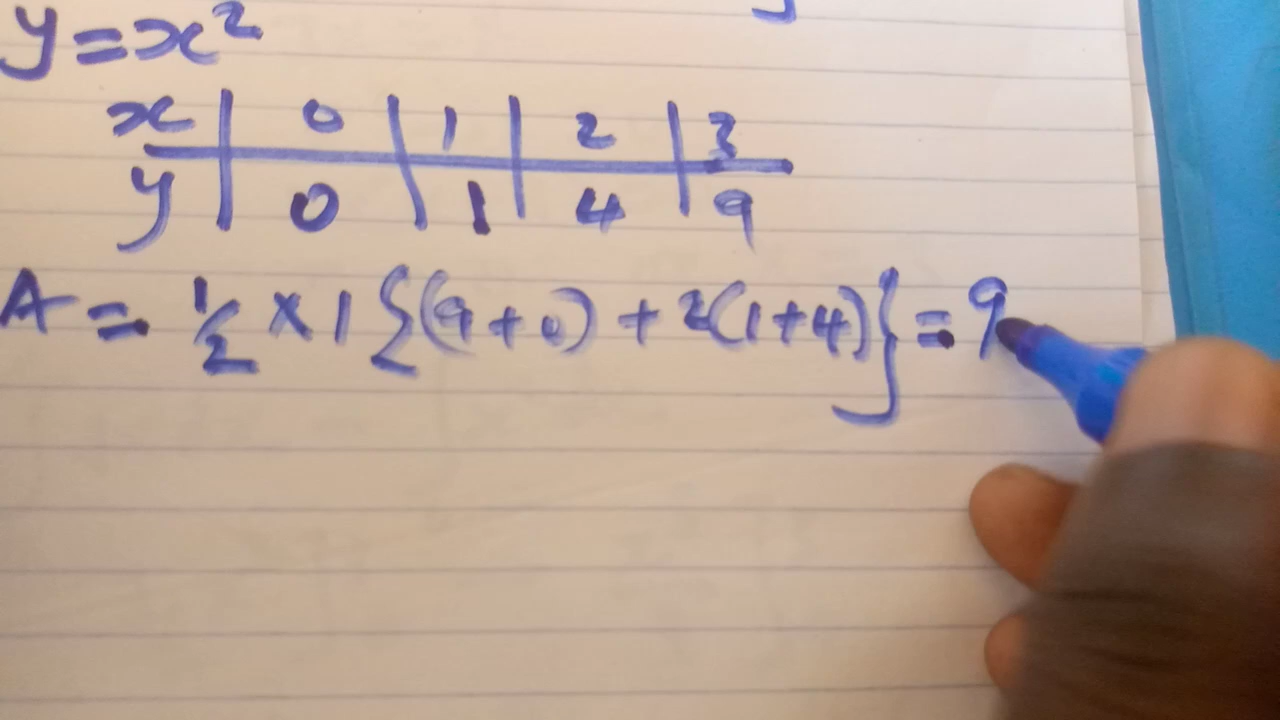 y = x²
x | 0 | 1 | 2 | 3
y | 0 | 1 | 4 | 9
A = ½ × 1 {(9+0) + 2(1+4)} = 9